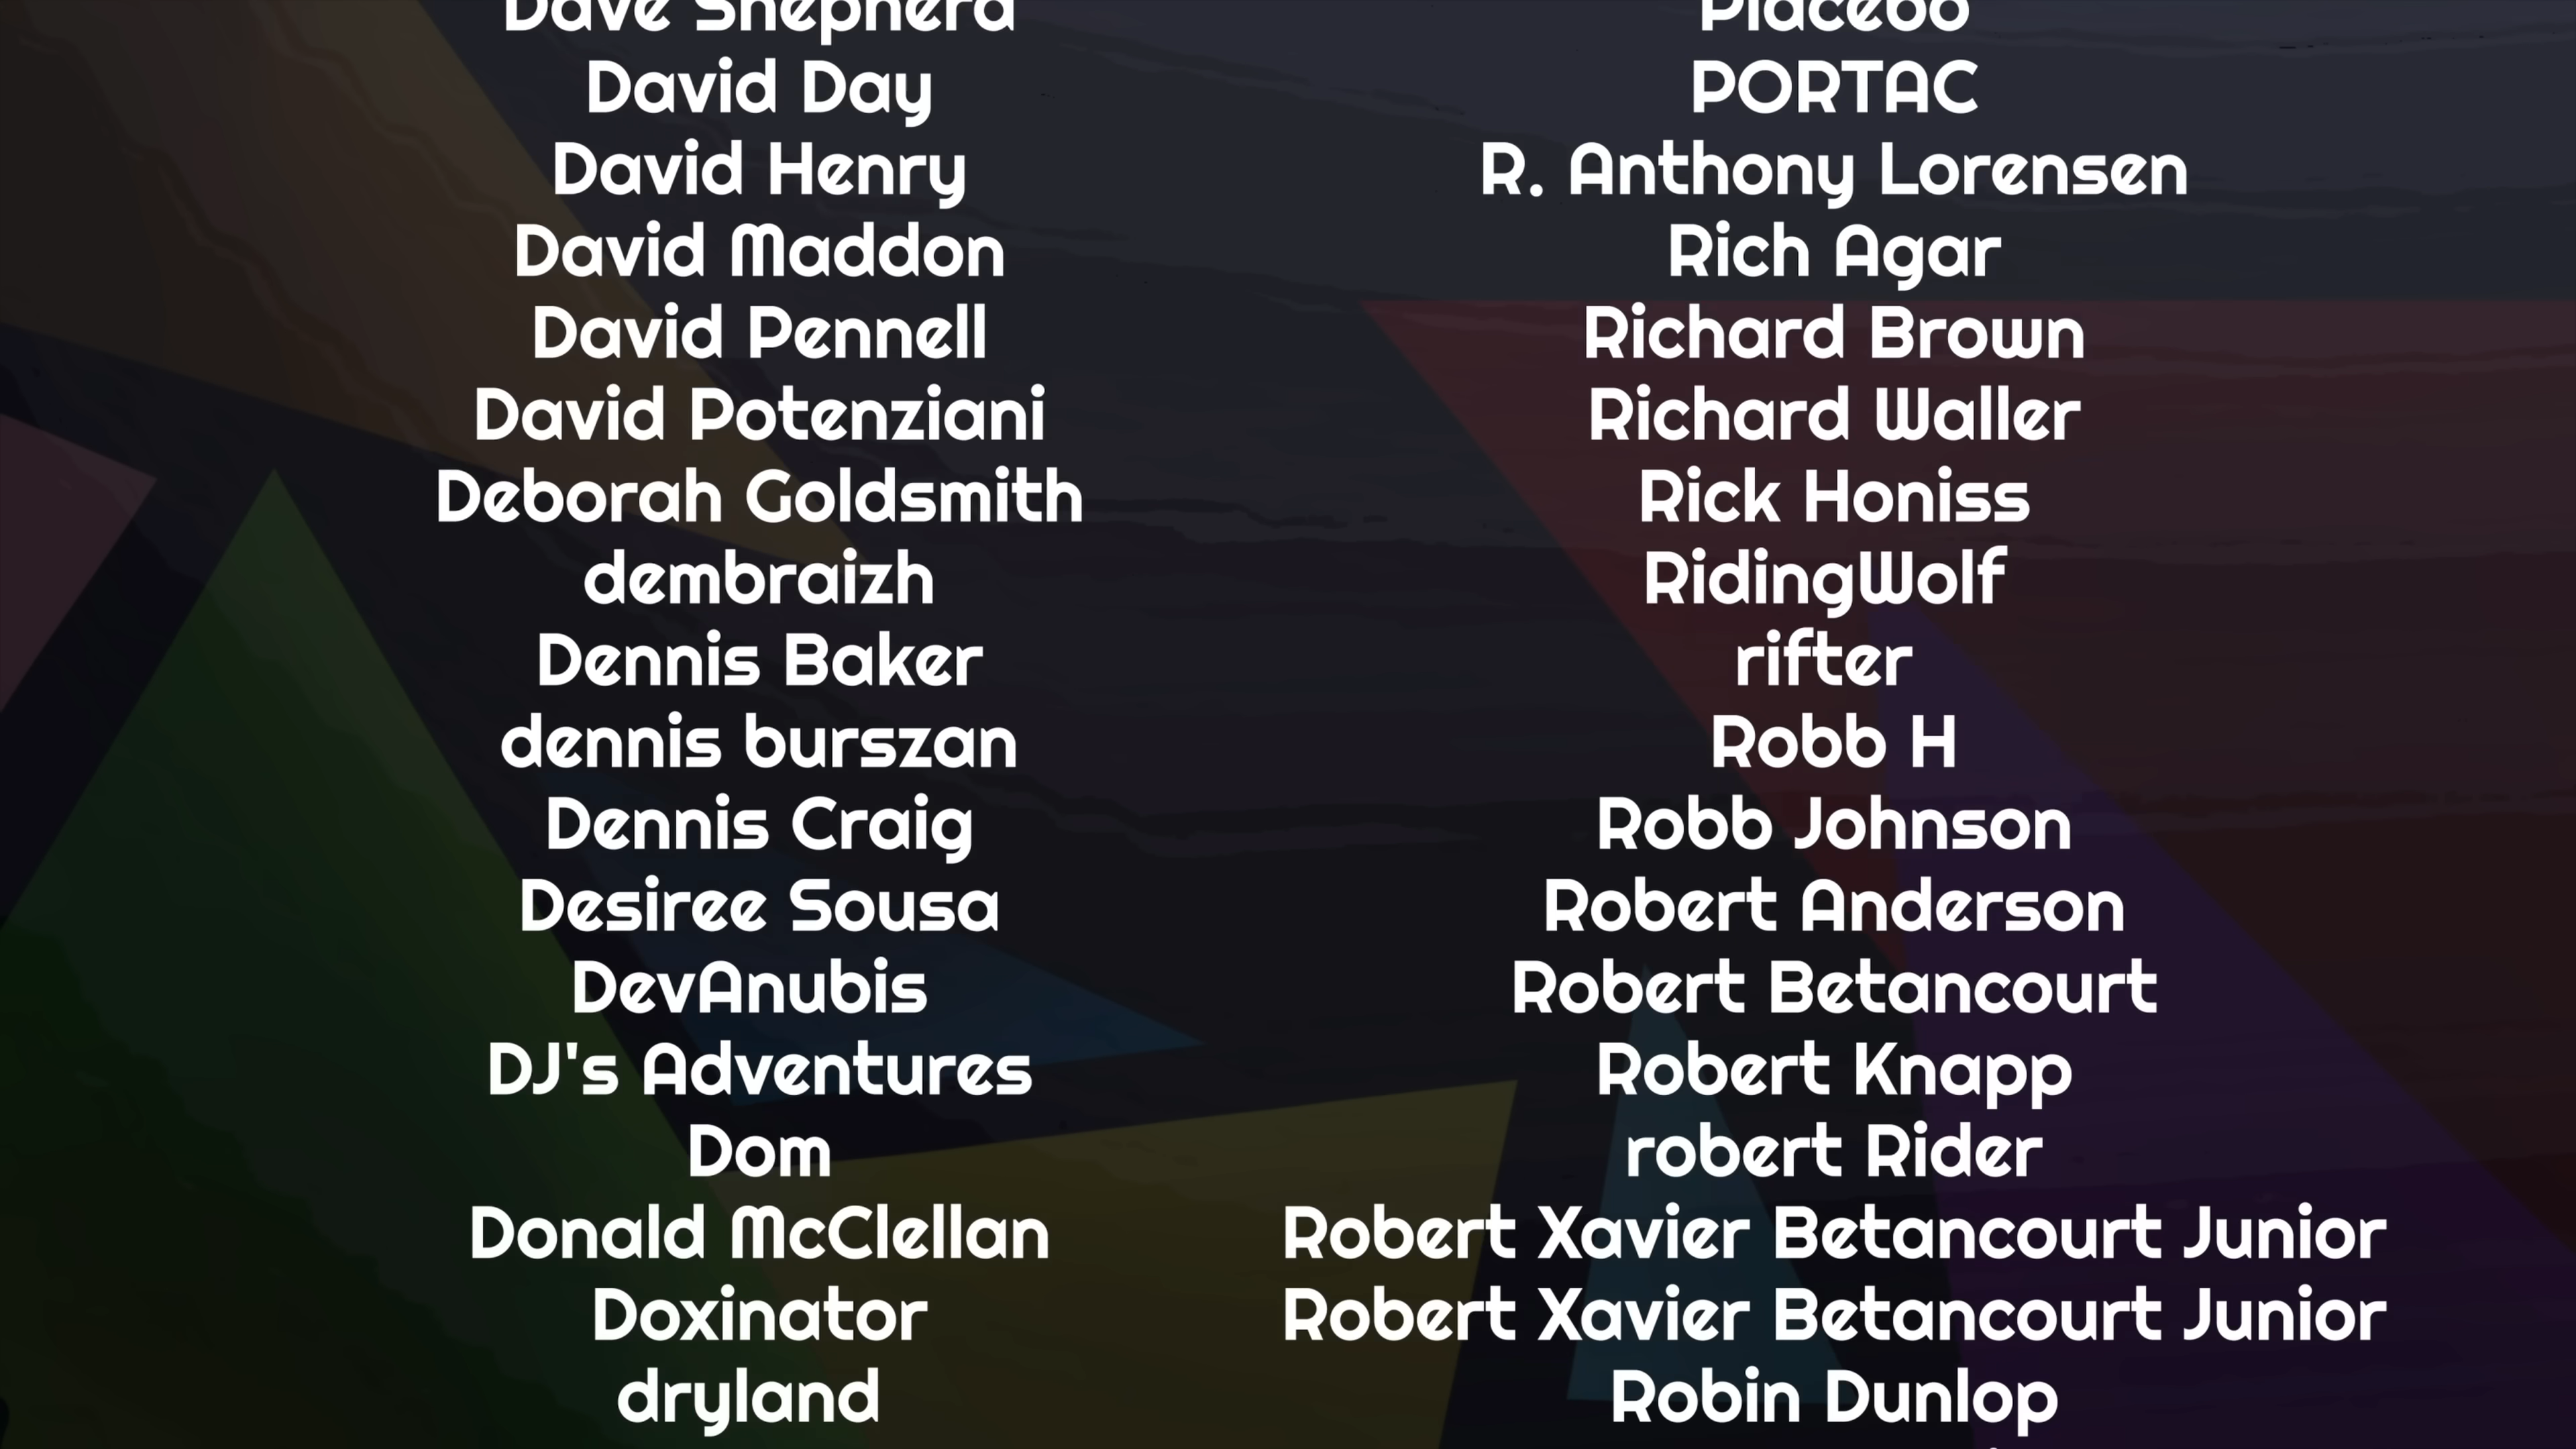 Dave Shepherd
David Day
David Henry
David Maddon
David Pennell
David Potenziani
Deborah Goldsmith
dembraizh
Dennis Baker
dennis burszan
Dennis Craig
Desiree Sousa
DevAnubis
DJ's Adventures
Dom
Donald McClellan
Doxinator
dryland
Placebo
PORTAC
R. Anthony Lorensen
Rich Agar
Richard Brown
Richard Waller
Rick Honiss
RidingWolf
rifter
Robb H
Robb Johnson
Robert Anderson
Robert Betancourt
Robert Knapp
robert Rider
Robert Xavier Betancourt Junior
Robert Xavier Betancourt Junior
Robin Dunlop